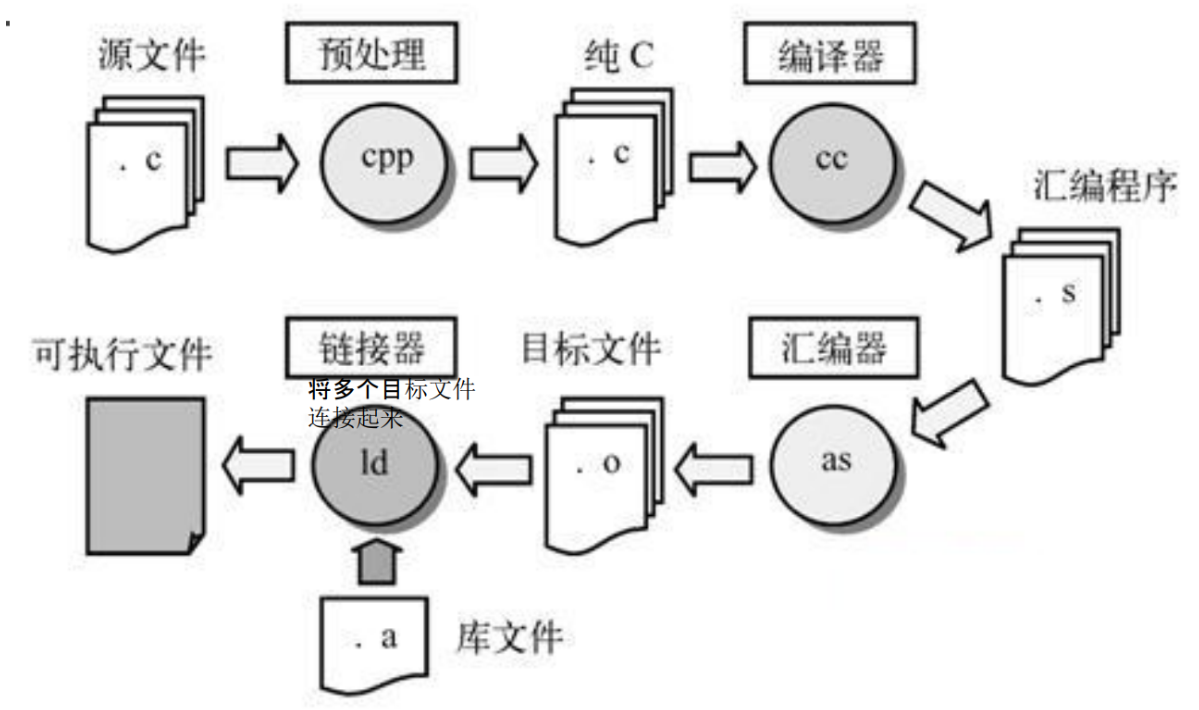 源文件
预处理
纯 C
编译器
. c
cpp
. c
cc
汇编程序
. s
可执行文件
链接器
目标文件
汇编器
将多个目标文件
连接起来
ld
. o
as
. a
库文件